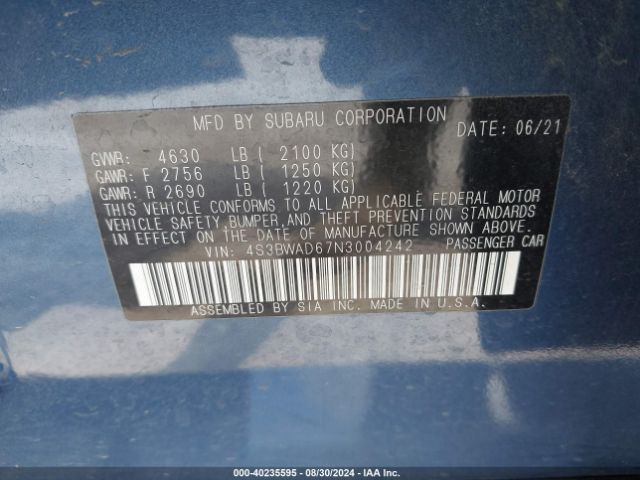 MFD BY SUBARU CORPORATION DATE: 06/21
GVWR: 4630 LB ( 2100 KG)
GAWR: F 2756 LB ( 1250 KG)
GAWR: R 2690 LB ( 1220 KG)
THIS VEHICLE CONFORMS TO ALL APPLICABLE FEDERAL MOTOR
VEHICLE SAFETY, BUMPER, AND THEFT PREVENTION STANDARDS
IN EFFECT ON THE DATE OF MANUFACTURE SHOWN ABOVE.
VIN: 4S3BWAD67N3004242 PASSENGER CAR
ASSEMBLED BY SIA INC. MADE IN U.S.A.
000-40235595 - 08/30/2024 - IAA Inc.